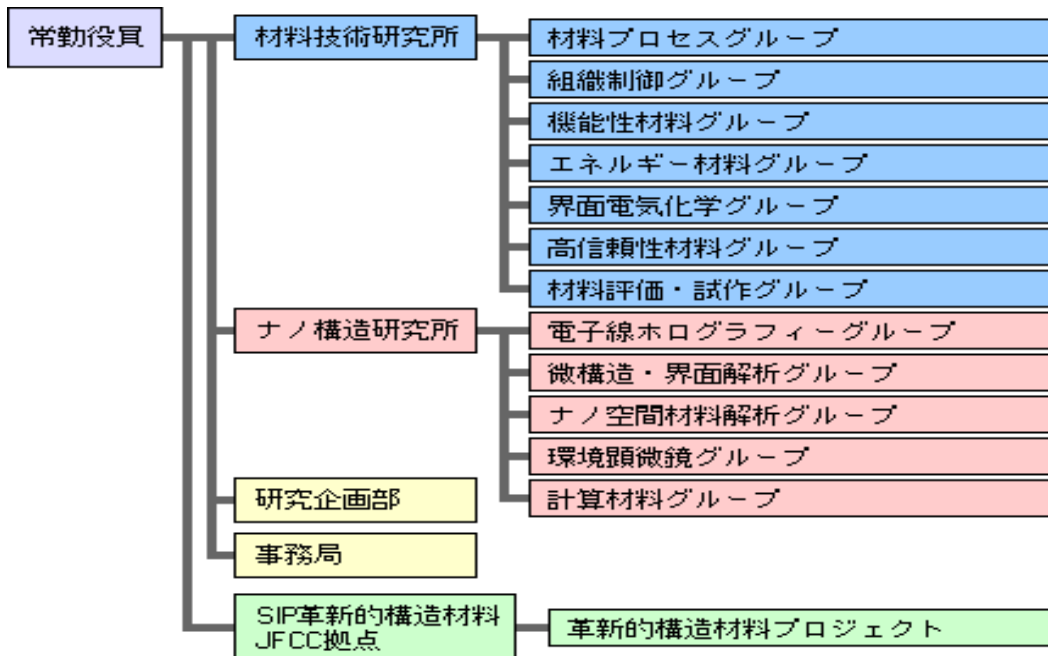 常勤役員
材料技術研究所
材料プロセスグループ
組織制御グループ
機能性材料グループ
エネルギー材料グループ
界面電気化学グループ
高信頼性材料グループ
材料評価・試作グループ
ナノ構造研究所
電子線ホログラフィーグループ
微構造・界面解析グループ
ナノ空間材料解析グループ
環境顕微鏡グループ
計算材料グループ
研究企画部
事務局
SIP革新的構造材料
JFCC拠点
革新的構造材料プロジェクト